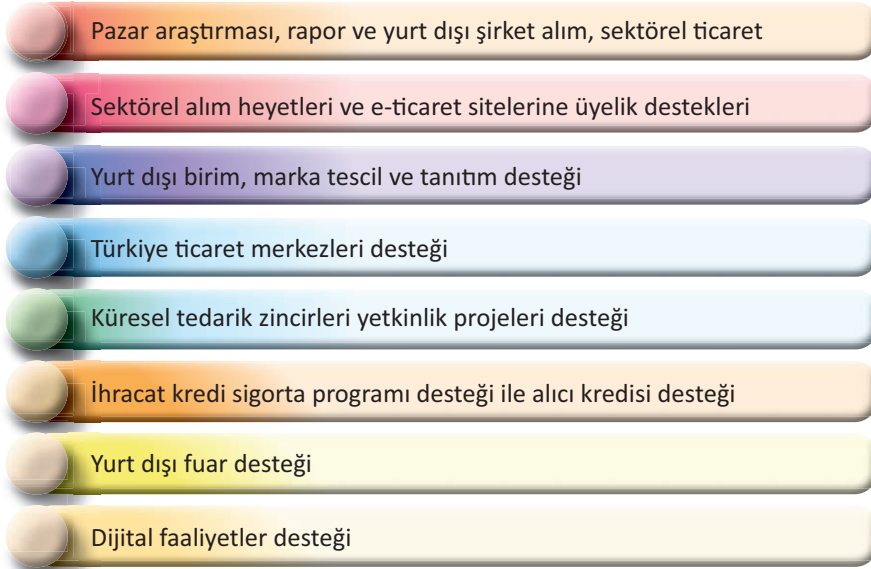 Pazar araştırması, rapor ve yurt dışı şirket alım, sektörel ticaret
Sektörel alım heyetleri ve e-ticaret sitelerine üyelik destekleri
Yurt dışı birim, marka tescil ve tanıtım desteği
Türkiye ticaret merkezleri desteği
Küresel tedarik zincirleri yetkinlik projeleri desteği
İhracat kredi sigorta programı desteği ile alıcı kredisi desteği
Yurt dışı fuar desteği
Dijital faaliyetler desteği